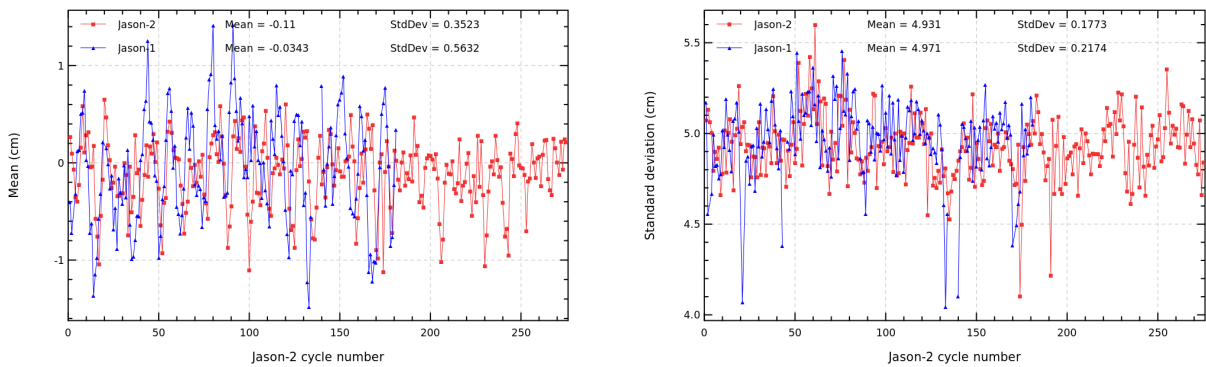 Jason-2 Mean = -0.11 StdDev = 0.3523
Jason-1 Mean = -0.0343 StdDev = 0.5632
1
0
-1
Mean (cm)
0 50 100 150 200 250
Jason-2 cycle number
Jason-2 Mean = 4.931 StdDev = 0.1773
Jason-1 Mean = 4.971 StdDev = 0.2174
5.5
5.0
4.5
4.0
Standard deviation (cm)
0 50 100 150 200 250
Jason-2 cycle number